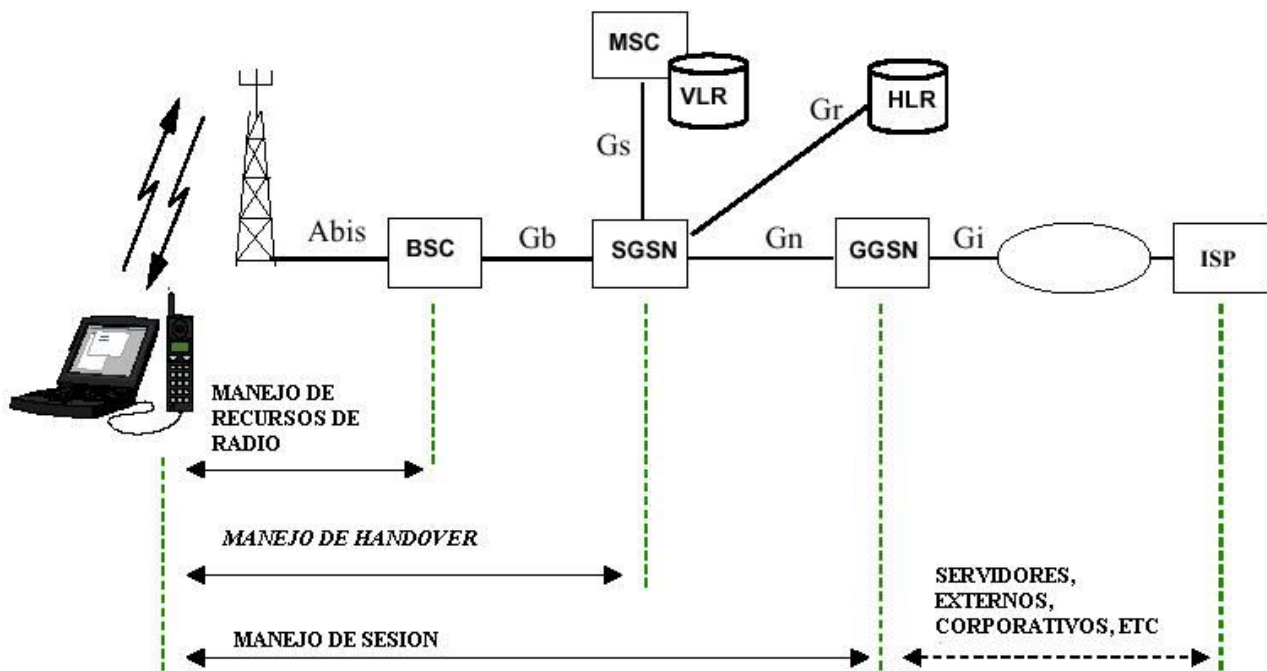 MSC
VLR
HLR
Gr
Gs
Abis
BSC
Gb
SGSN
Gn
GGSN
Gi
ISP
MANEJO DE
RECURSOS DE
RADIO
MANEJO DE HANDOVER
SERVIDORES,
EXTERNOS,
CORPORATIVOS, ETC
MANEJO DE SESION